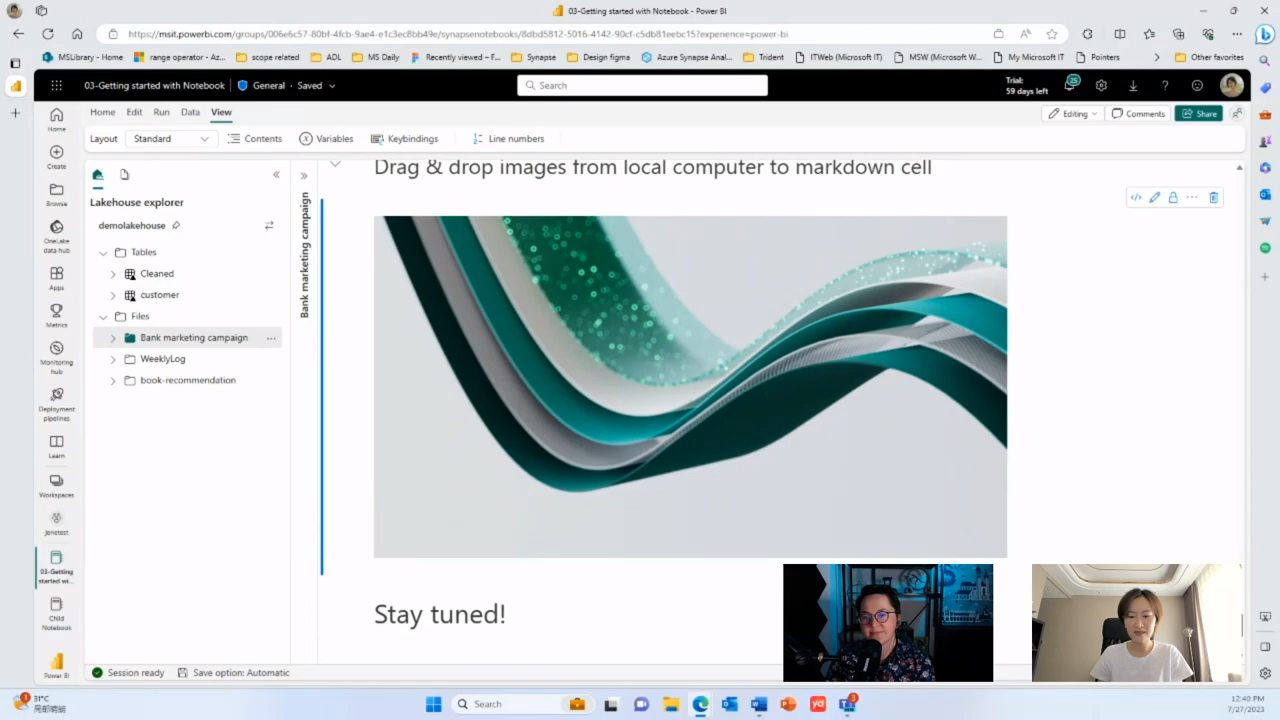 03-Getting started with Notebook - Power BI
https://msit.powerbi.com/groups/006e6c57-80bf-4fcb-9ae4-e1c3ec8bb49e/synapsenotebooks/8dbd5812-5016-4142-90cf-c5db81eebc15?experience=power-bi
MSLibrary - Home
range operator - Az...
scope related
ADL
MS Daily
Recently viewed – F...
Synapse
Design figma
Azure Synapse Anal...
Trident
ITWeb (Microsoft IT)
MSW (Microsoft W...
My Microsoft IT
Pointers
Other favorites
03-Getting started with Notebook
General
Saved
Search
Trial:
59 days left
25
Home
Edit
Run
Data
View
Editing
Comments
Share
Layout
Standard
Contents
Variables
Keybindings
Line numbers
Home
Create
Browse
OneLake
data hub
Apps
Metrics
Monitoring
hub
Deployment
pipelines
Learn
Workspaces
jenetest
03-Getting
started wi...
Child
Notebook
Power BI
Lakehouse explorer
demolakehouse
Tables
Cleaned
customer
Files
Bank marketing campaign
WeeklyLog
book-recommendation
Bank marketing campaign
Drag & drop images from local computer to markdown cell
Stay tuned!
Session ready
Save option: Automatic
31°C
Search
12:40 PM
7/27/2023